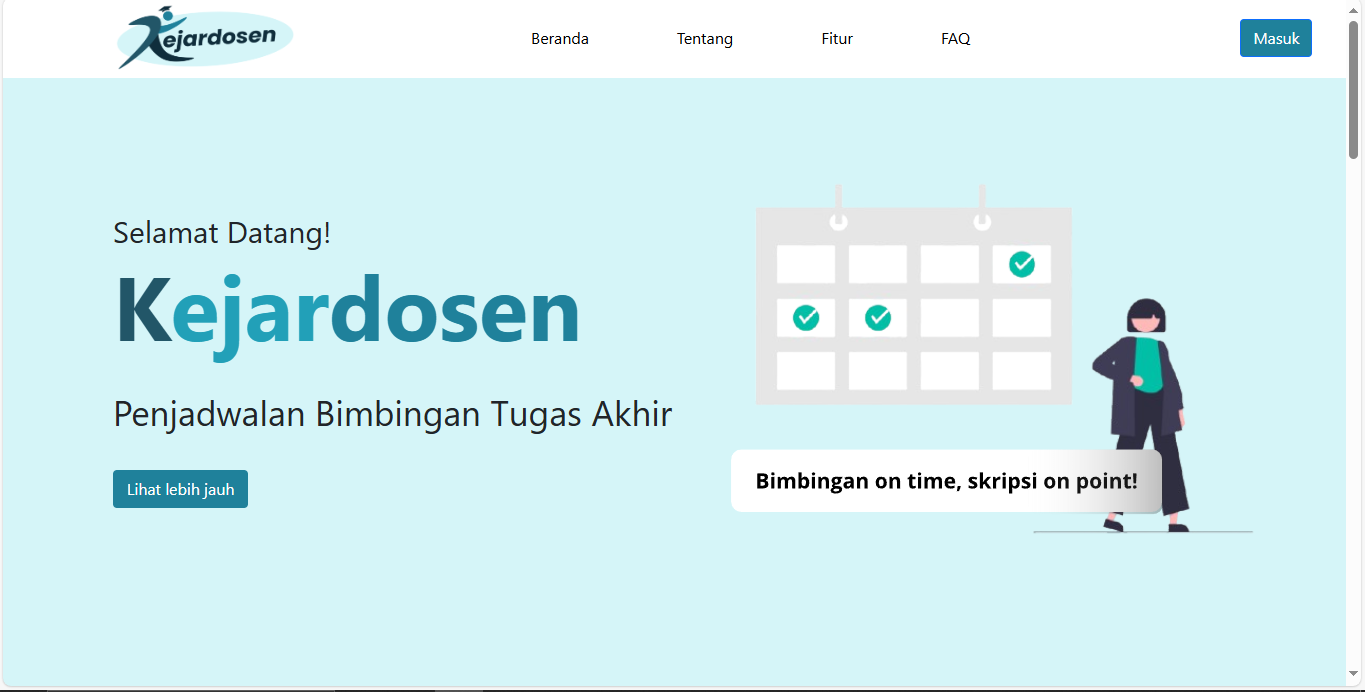 Kejardosen
Beranda
Tentang
Fitur
FAQ
Masuk
Selamat Datang!
Kejardosen
Penjadwalan Bimbingan Tugas Akhir
Lihat lebih jauh
Bimbingan on time, skripsi on point!